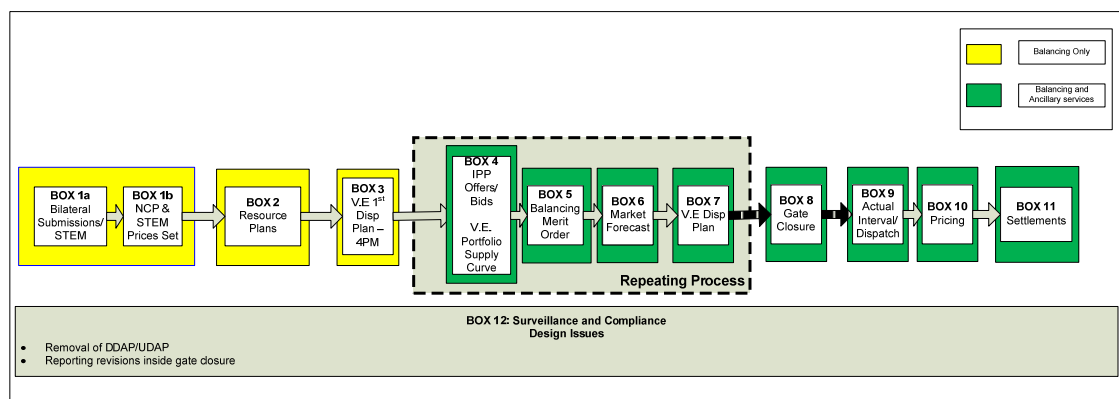 Balancing Only
Balancing and
Ancillary services
BOX 1a
Bilateral
Submissions/
STEM
BOX 1b
NCP &
STEM
Prices Set
BOX 2
Resource
Plans
BOX 3
V.E 1st
Disp
Plan –
4PM
BOX 4
IPP
Offers/
Bids
V.E.
Portfolio
Supply
Curve
BOX 5
Balancing
Merit
Order
BOX 6
Market
Forecast
BOX 7
V.E Disp
Plan
Repeating Process
BOX 8
Gate
Closure
BOX 9
Actual
Interval/
Dispatch
BOX 10
Pricing
BOX 11
Settlements
BOX 12: Surveillance and Compliance
Design Issues
• Removal of DDAP/UDAP
• Reporting revisions inside gate closure